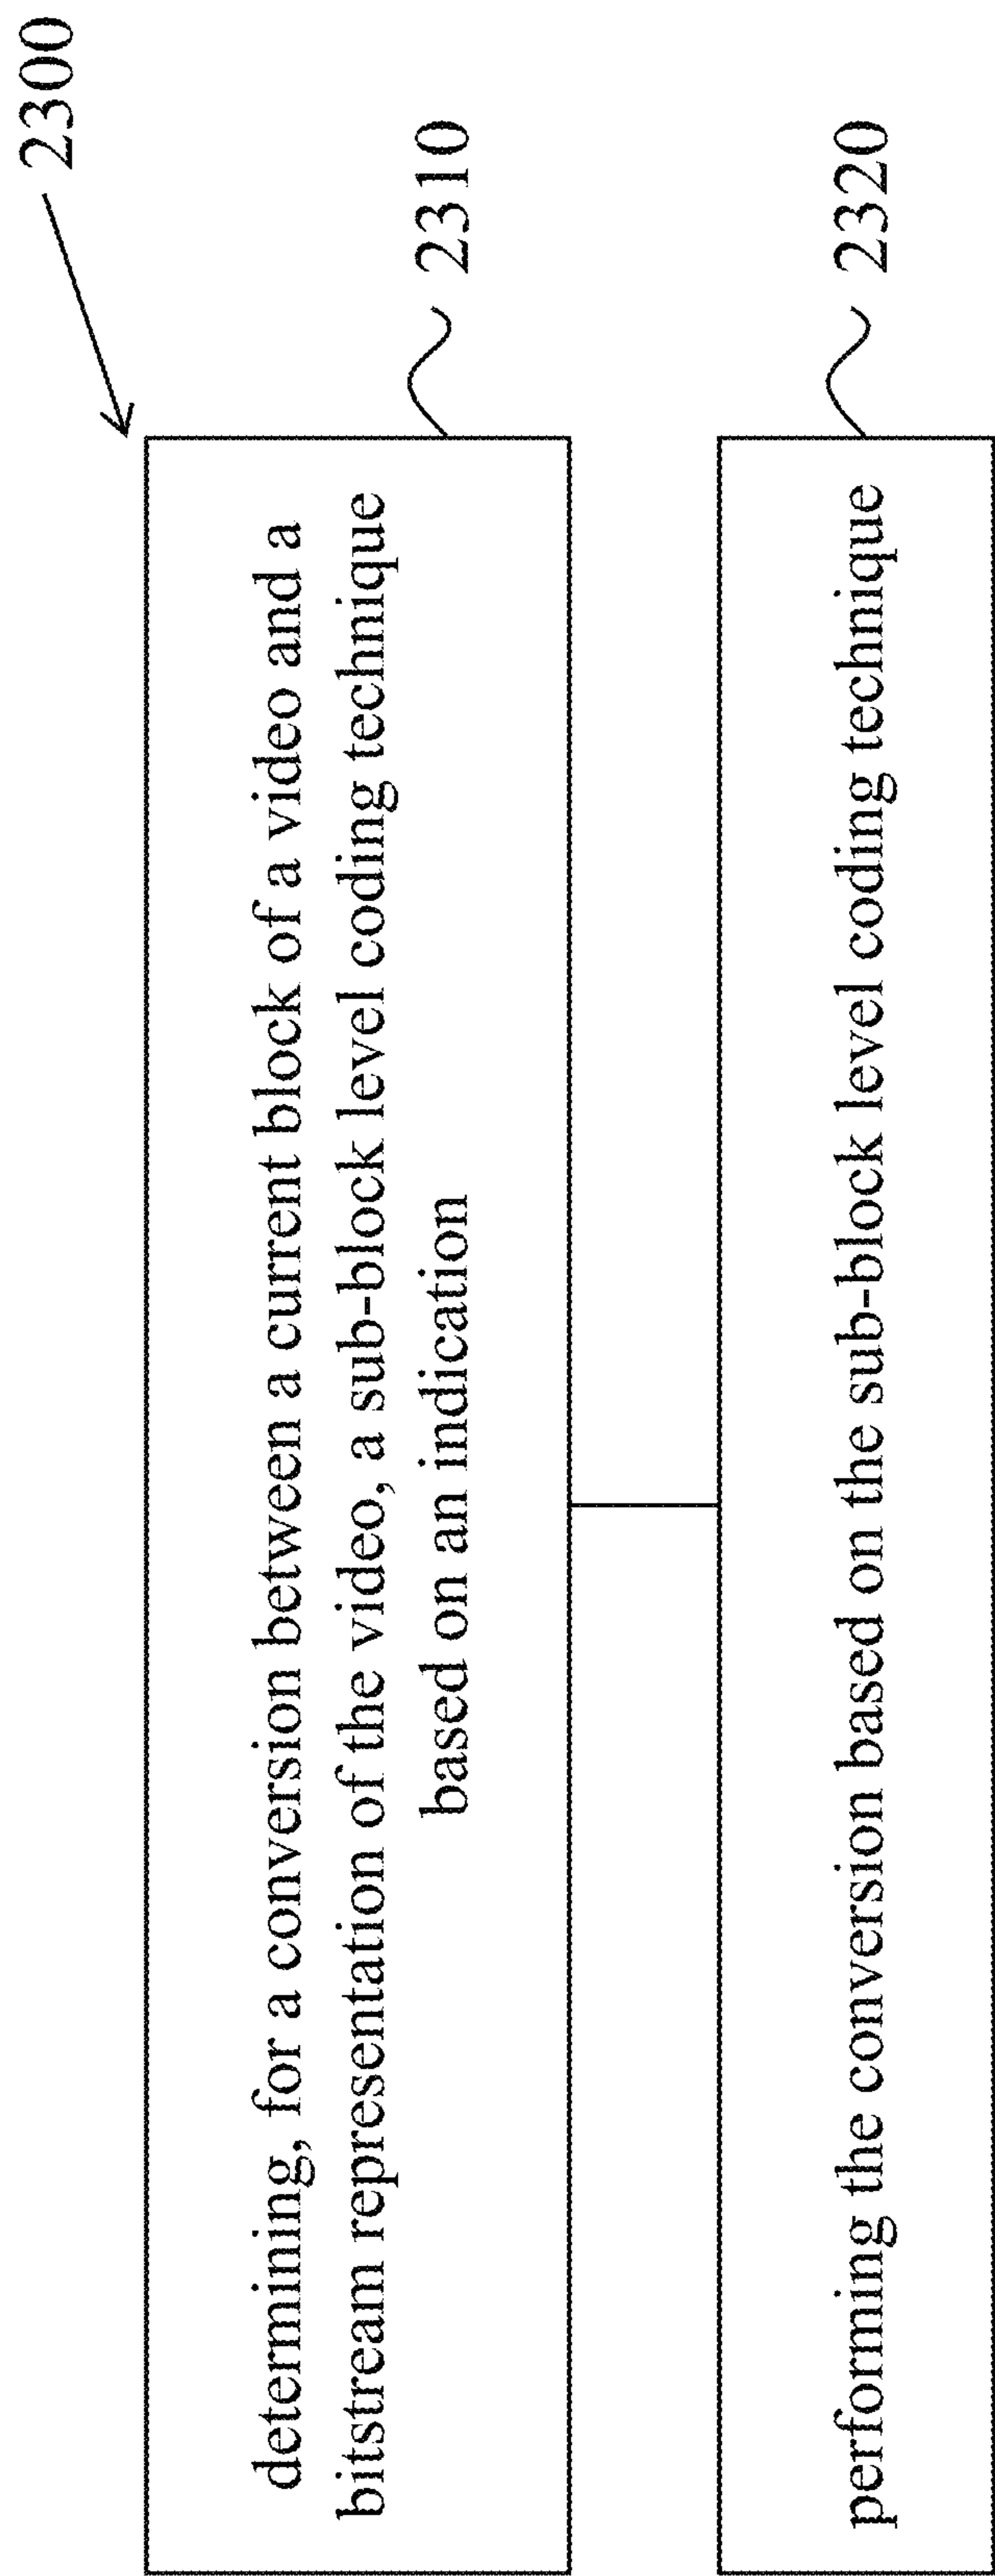 2300
determining, for a conversion between a current block of a video and a
bitstream representation of the video, a sub-block level coding technique
based on an indication
2310
performing the conversion based on the sub-block level coding technique
2320